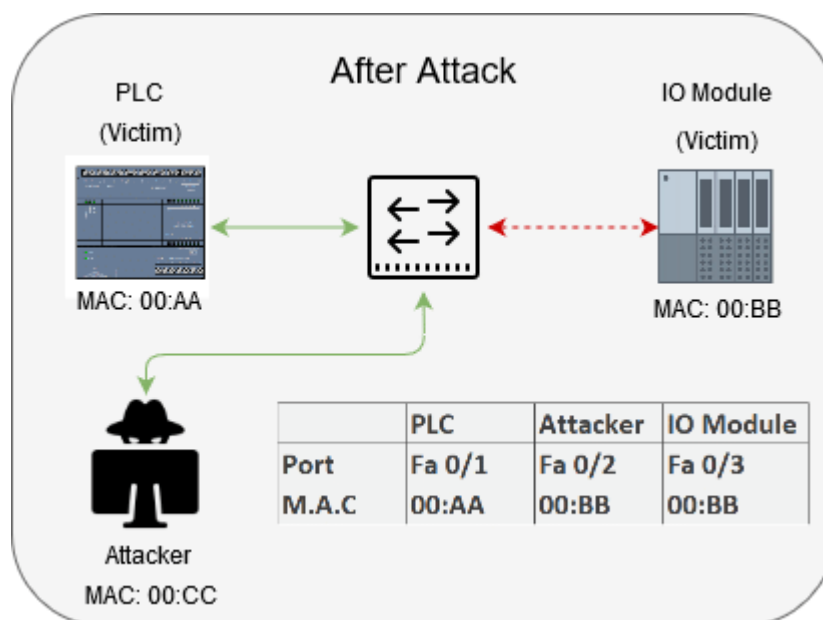 After Attack
PLC
(Victim)
IO Module
(Victim)
MAC: 00:AA
MAC: 00:BB
PLC Attacker IO Module
Port Fa 0/1 Fa 0/2 Fa 0/3
M.A.C 00:AA 00:BB 00:BB
Attacker
MAC: 00:CC